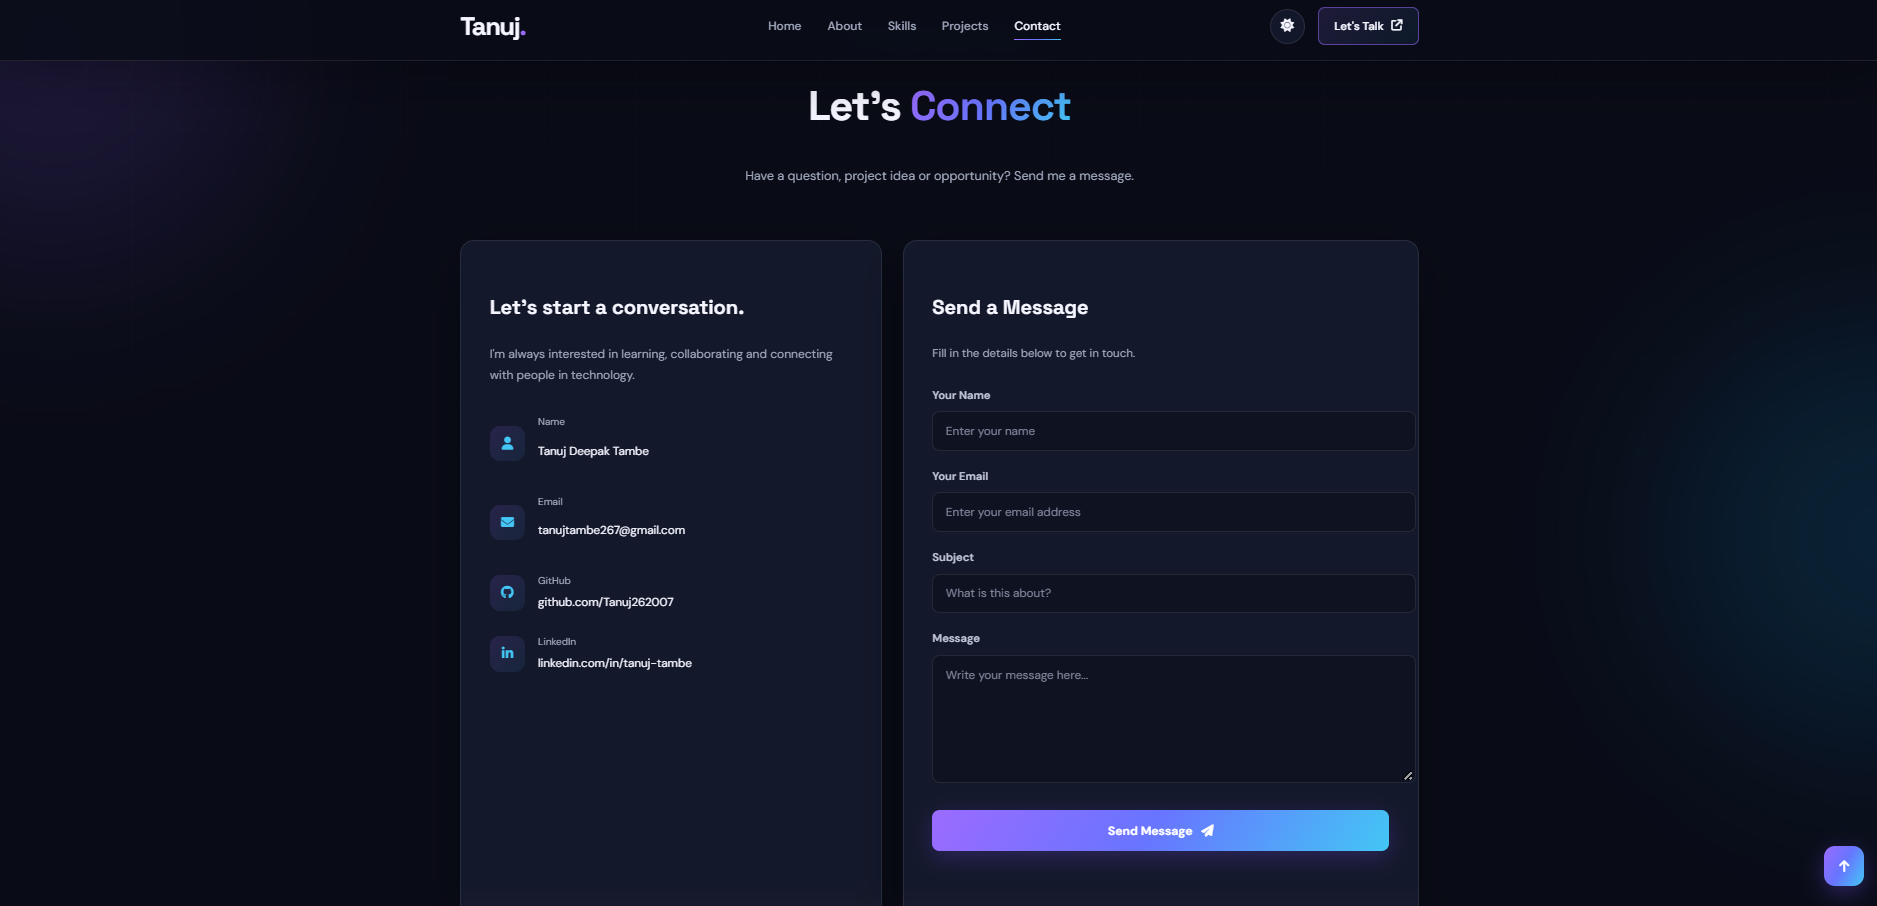 Tanuj.
Home
About
Skills
Projects
Contact
Let's Talk
Let's Connect
Have a question, project idea or opportunity? Send me a message.
Let's start a conversation.
I'm always interested in learning, collaborating and connecting
with people in technology.
Name
Tanuj Deepak Tambe
Email
tanujtambe267@gmail.com
GitHub
github.com/Tanuj262007
LinkedIn
linkedin.com/in/tanuj-tambe
Send a Message
Fill in the details below to get in touch.
Your Name
Enter your name
Your Email
Enter your email address
Subject
What is this about?
Message
Write your message here...
Send Message